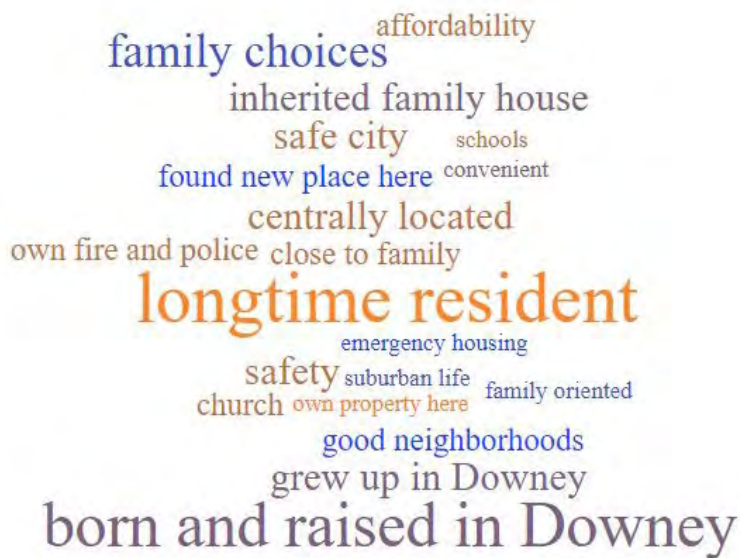 affordability
family choices
inherited family house
safe city
schools
found new place here
convenient
centrally located
own fire and police
close to family
longtime resident
emergency housing
safety
suburban life
family oriented
church
own property here
good neighborhoods
grew up in Downey
born and raised in Downey